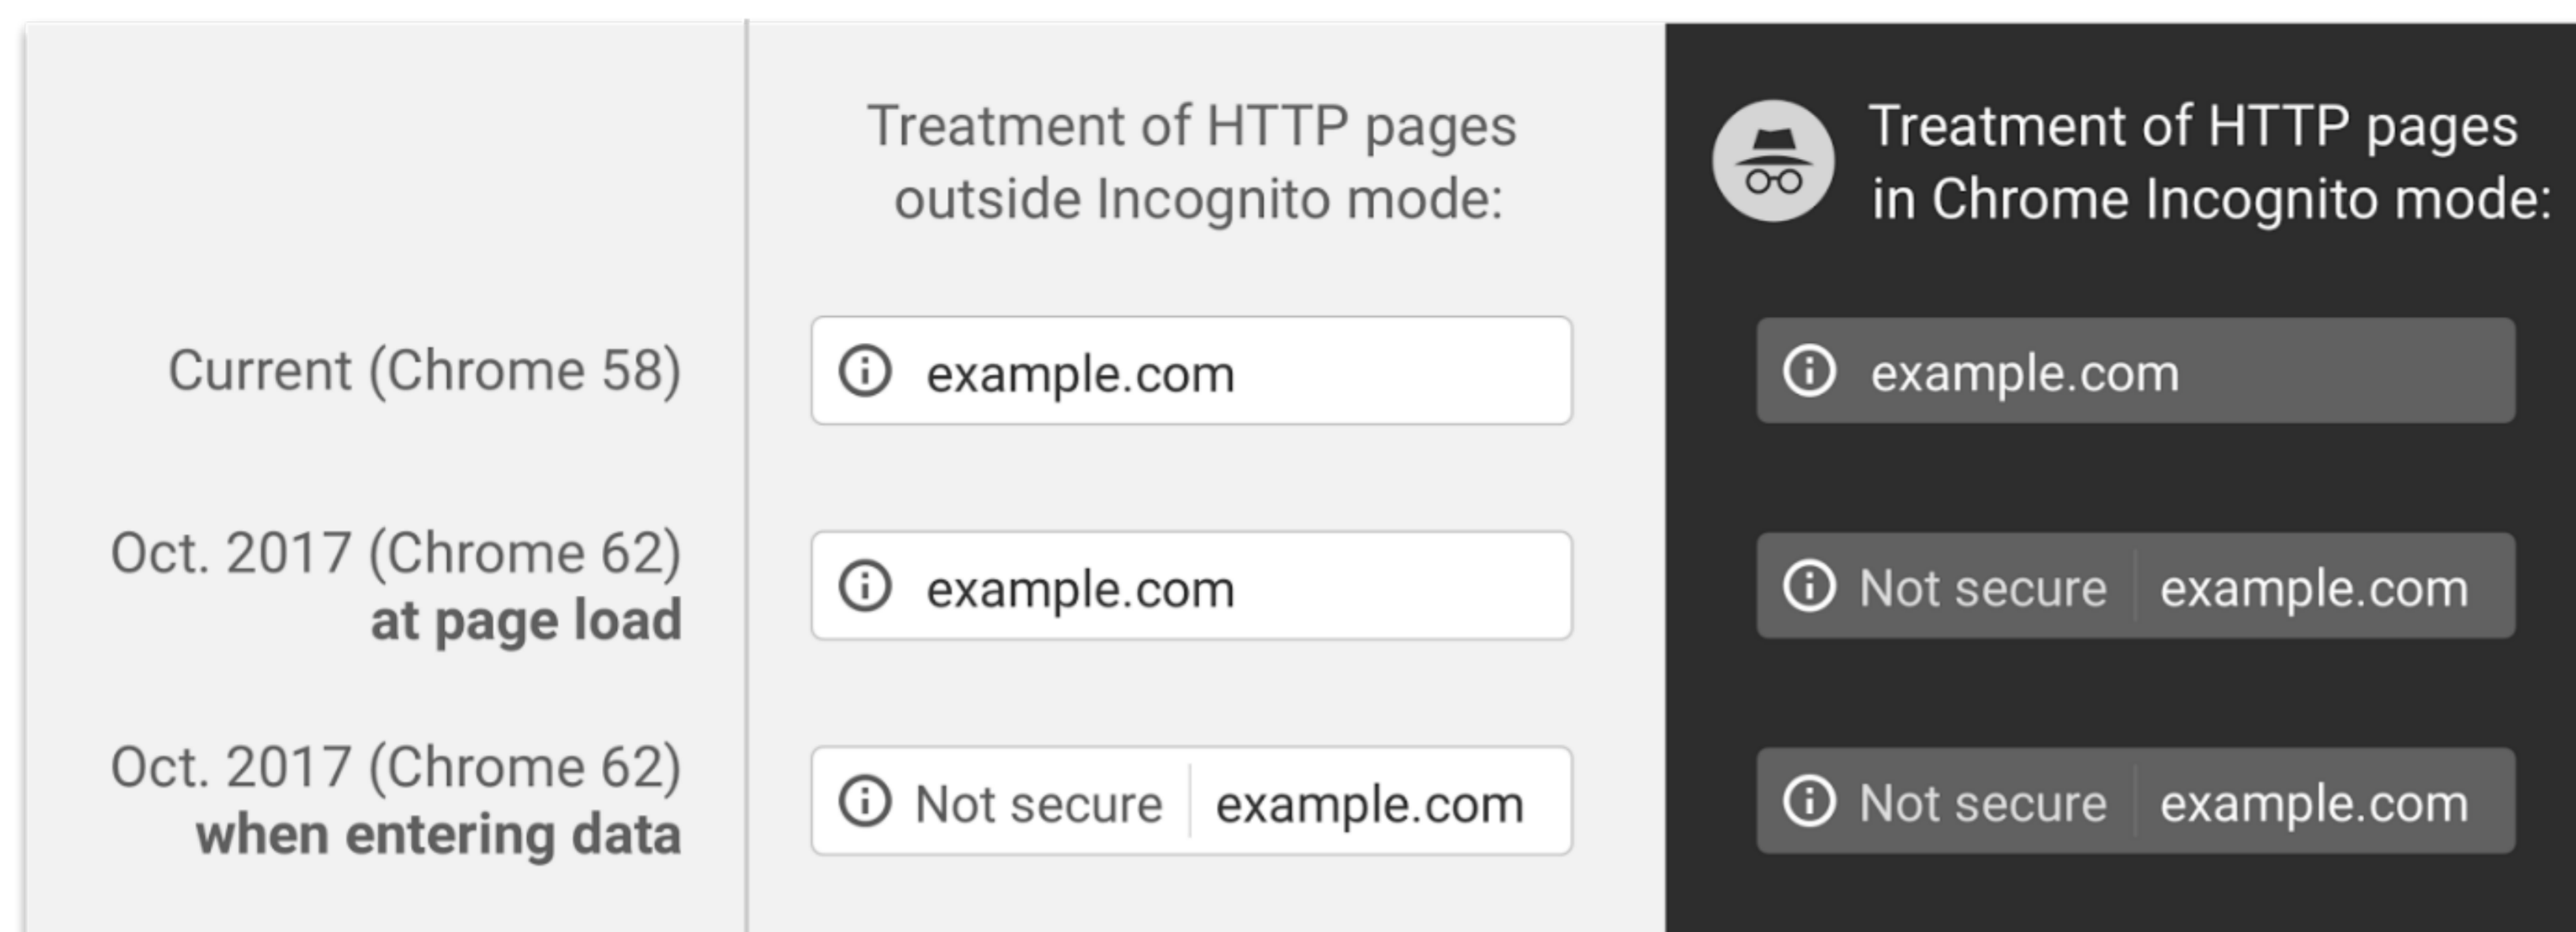 Treatment of HTTP pages
outside Incognito mode:
Treatment of HTTP pages
in Chrome Incognito mode:
Current (Chrome 58)
example.com
example.com
Oct. 2017 (Chrome 62)
at page load
example.com
Not secure example.com
Oct. 2017 (Chrome 62)
when entering data
Not secure example.com
Not secure example.com